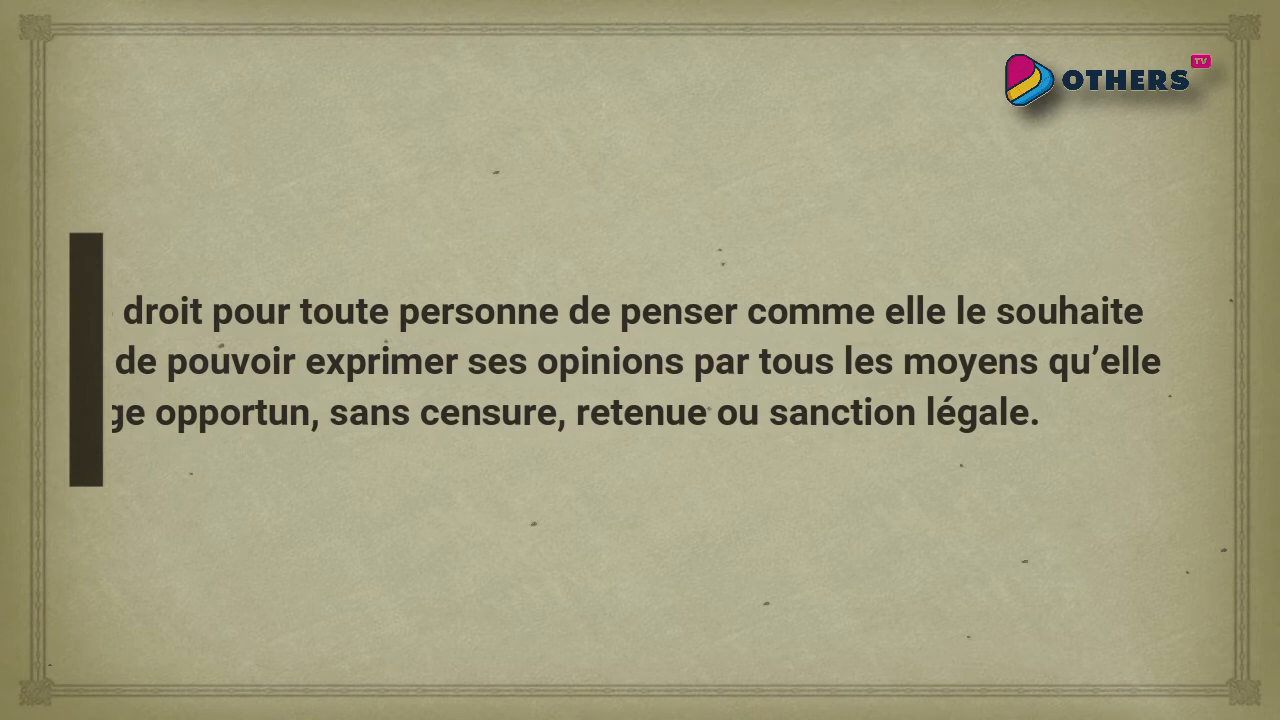 OTHERS TV
droit pour toute personne de penser comme elle le souhaite
de pouvoir exprimer ses opinions par tous les moyens qu’elle
ge opportun, sans censure, retenue ou sanction légale.